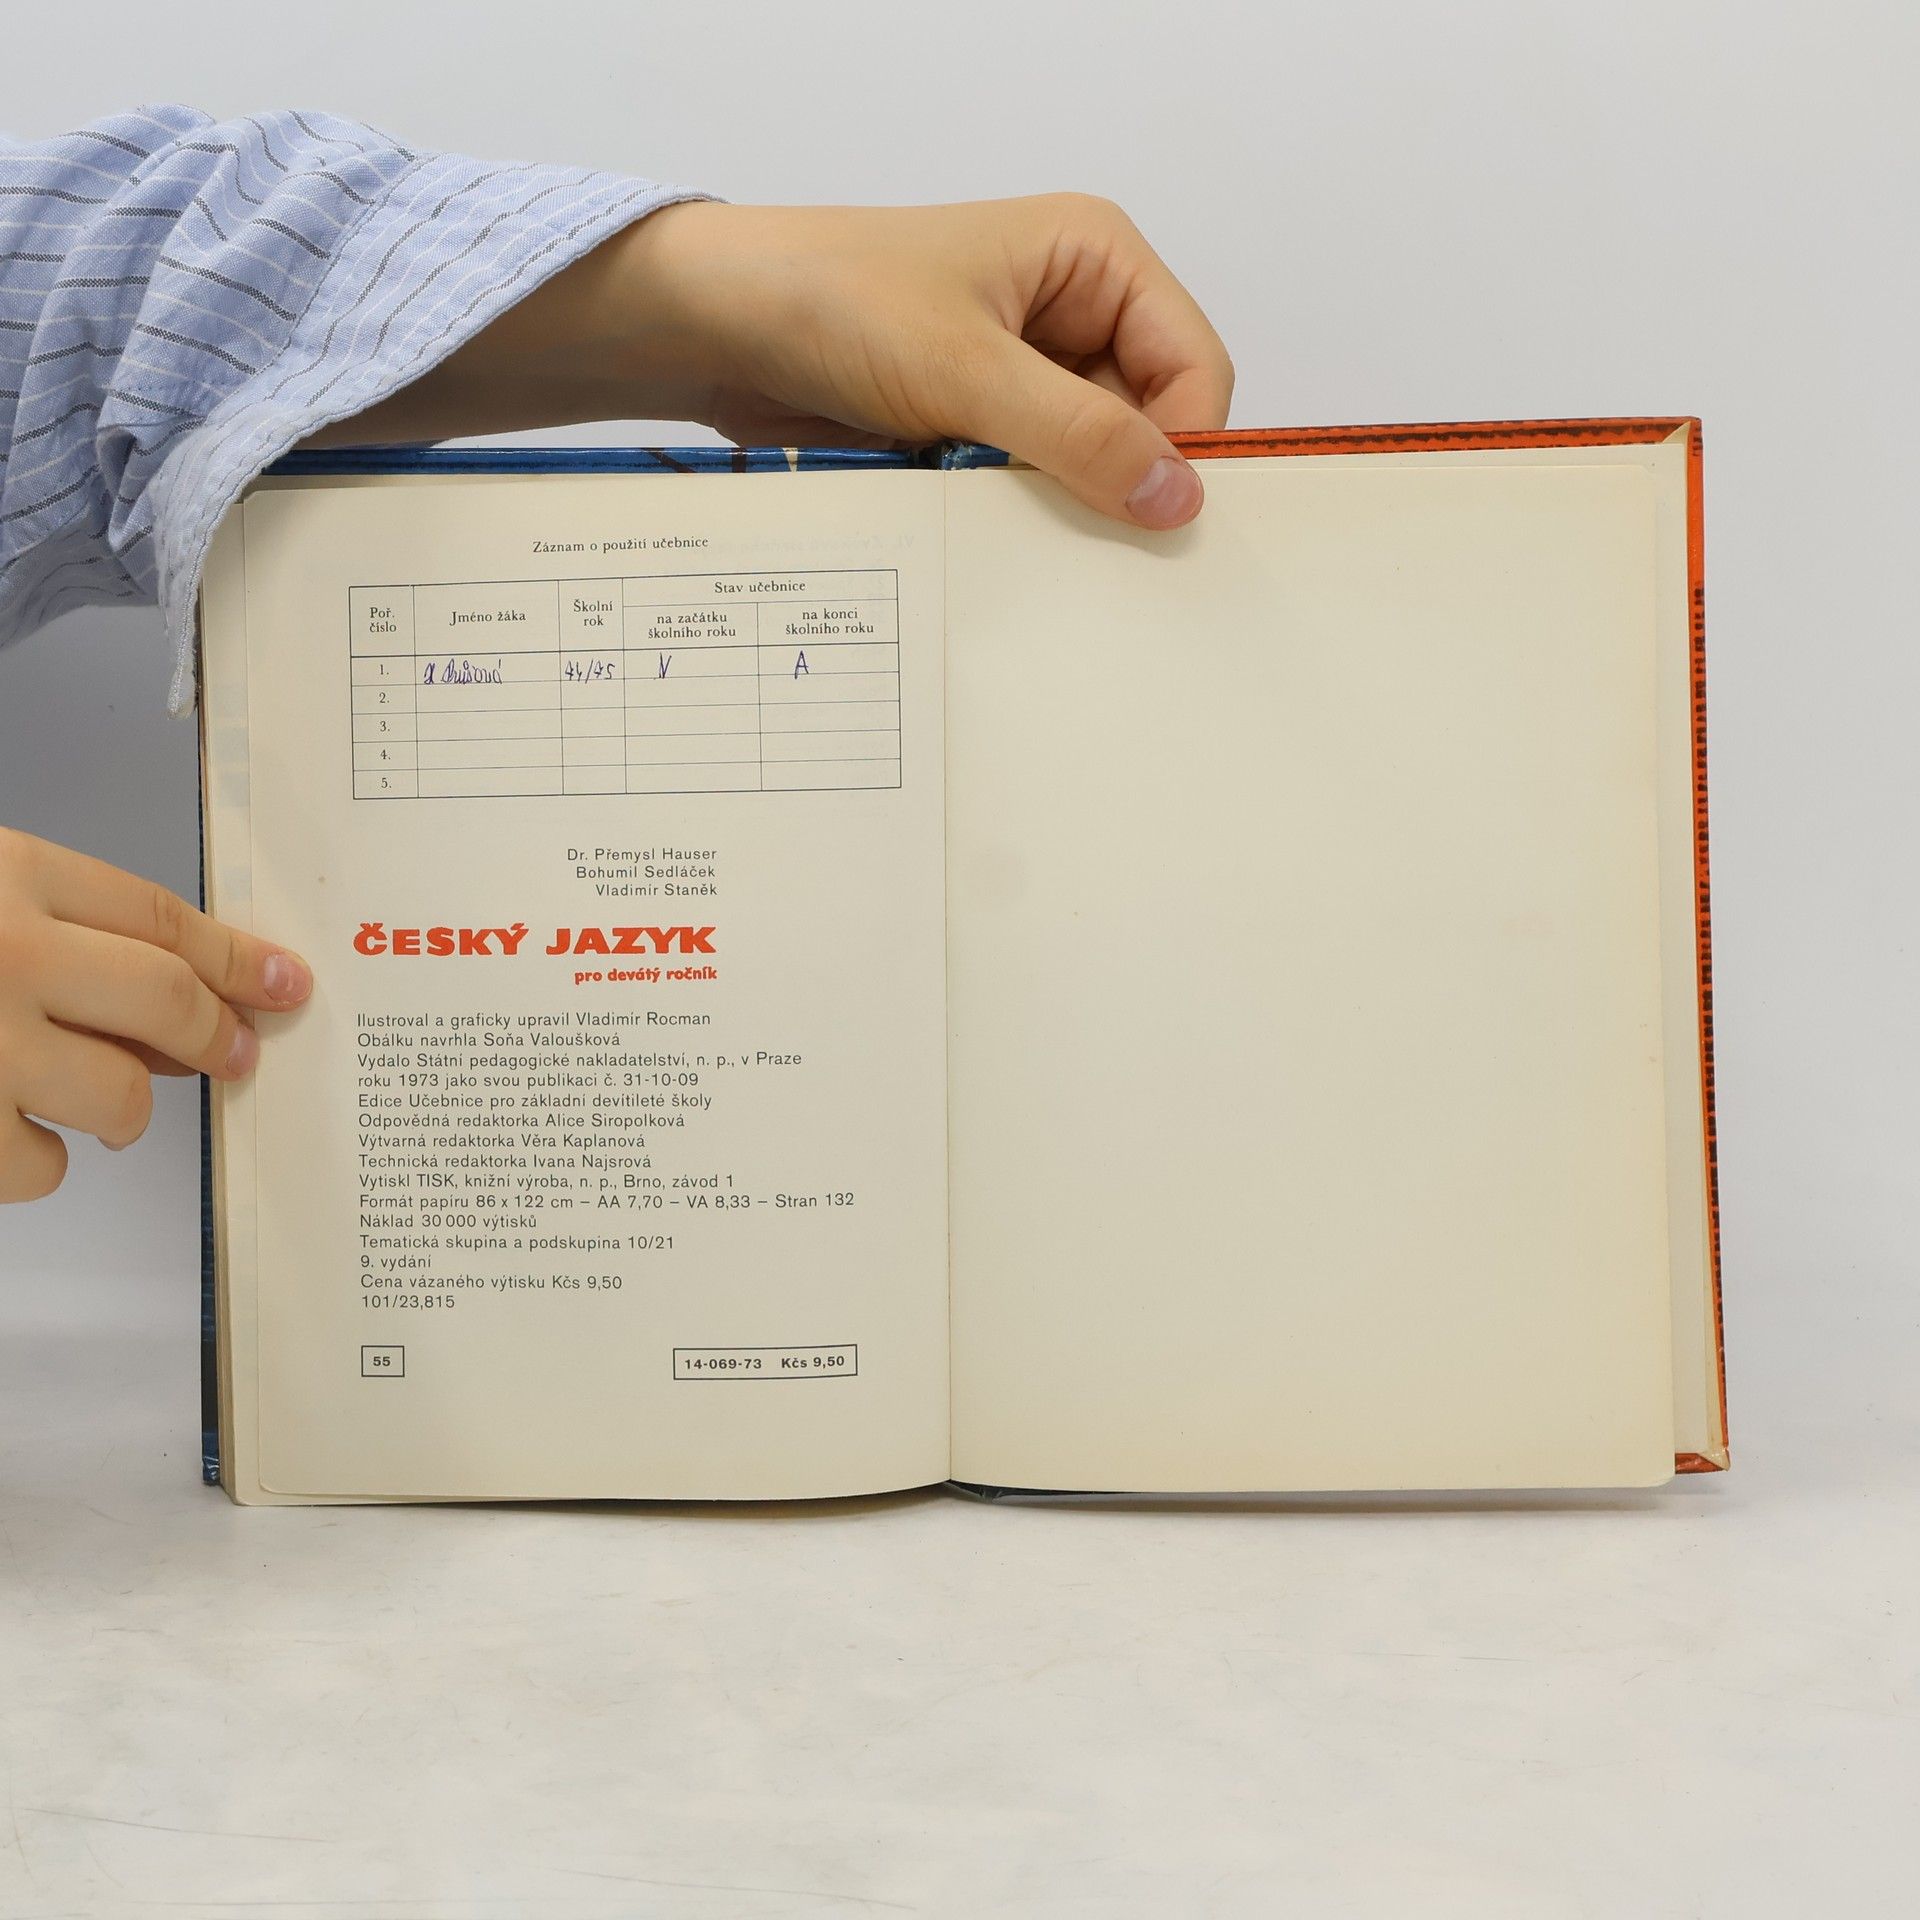 Záznam o použití učebnice
Poř. číslo
Jméno žáka
Školní rok
Stav učebnice
na začátku školního roku
na konci školního roku
1. 74/75 N A
2.
3.
4.
5.
Dr. Přemysl Hauser
Bohumil Sedláček
Vladimír Staněk
ČESKÝ JAZYK
pro devátý ročník
Ilustroval a graficky upravil Vladimír Rocman
Obálku navrhla Soňa Valoušková
Vydalo Státní pedagogické nakladatelství, n. p., v Praze
roku 1973 jako svou publikaci č. 31-10-09
Edice Učebnice pro základní devítileté školy
Odpovědná redaktorka Alice Siropolková
Výtvarná redaktorka Věra Kaplanová
Technická redaktorka Ivana Najsrová
Vytiskl TISK, knižní výroba, n. p., Brno, závod 1
Formát papíru 86 x 122 cm – AA 7,70 – VA 8,33 – Stran 132
Náklad 30 000 výtisků
Tematická skupina a podskupina 10/21
9. vydání
Cena vázaného výtisku Kčs 9,50
101/23,815
55
14-069-73 Kčs 9,50